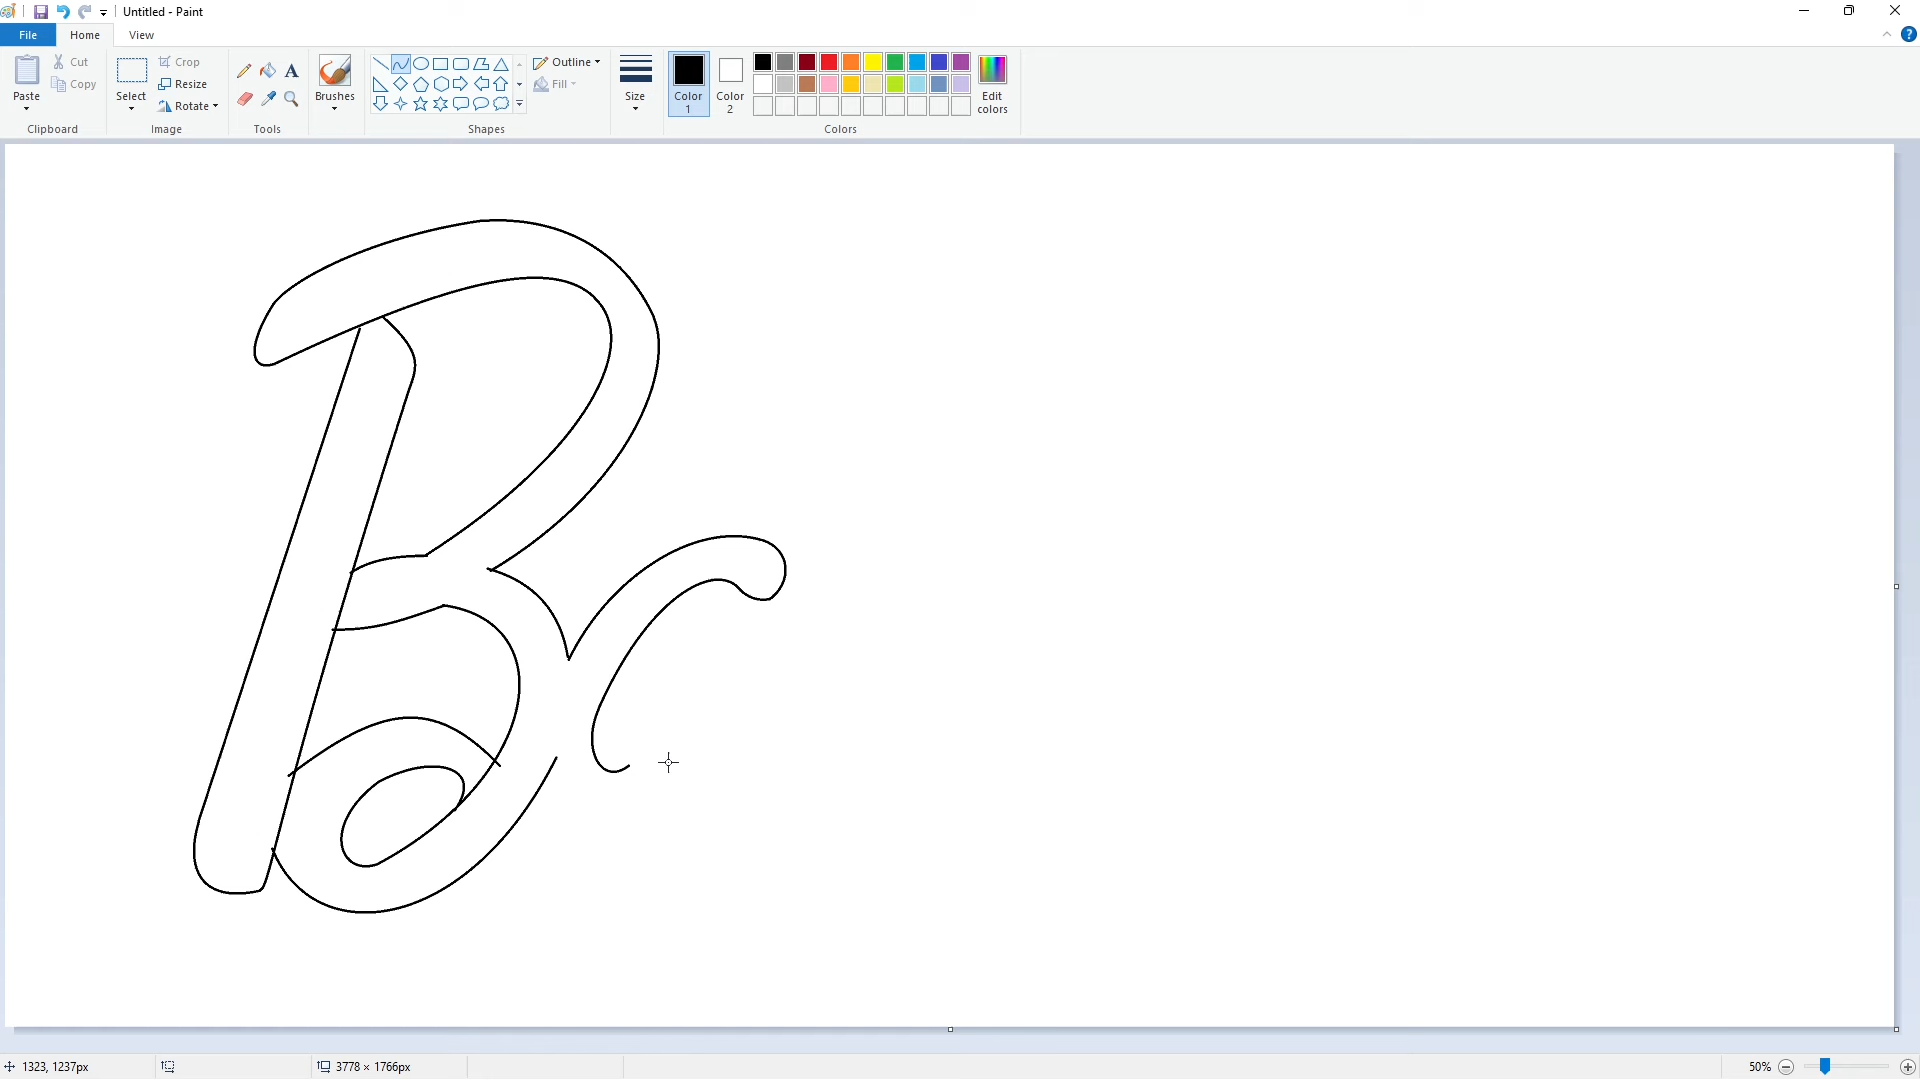 Untitled - Paint
File Home View
Paste Cut Copy Clipboard
Select Crop Resize Rotate Image
Tools
Brushes
Shapes
Outline Fill
Size
Color 1 Color 2 Edit colors Colors
B
1323, 1237px 3778 × 1766px 50%